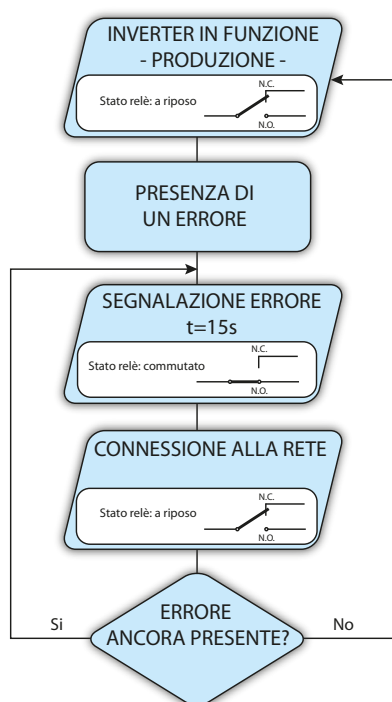 INVERTER IN FUNZIONE
- PRODUZIONE -
N.C.
Stato relè: a riposo
N.O.
PRESENZA DI
UN ERRORE
SEGNALAZIONE ERRORE
t=15s
N.C.
Stato relè: commutato
N.O.
CONNESSIONE ALLA RETE
N.C.
Stato relè: a riposo
N.O.
ERRORE
ANCORA PRESENTE?
Si
No